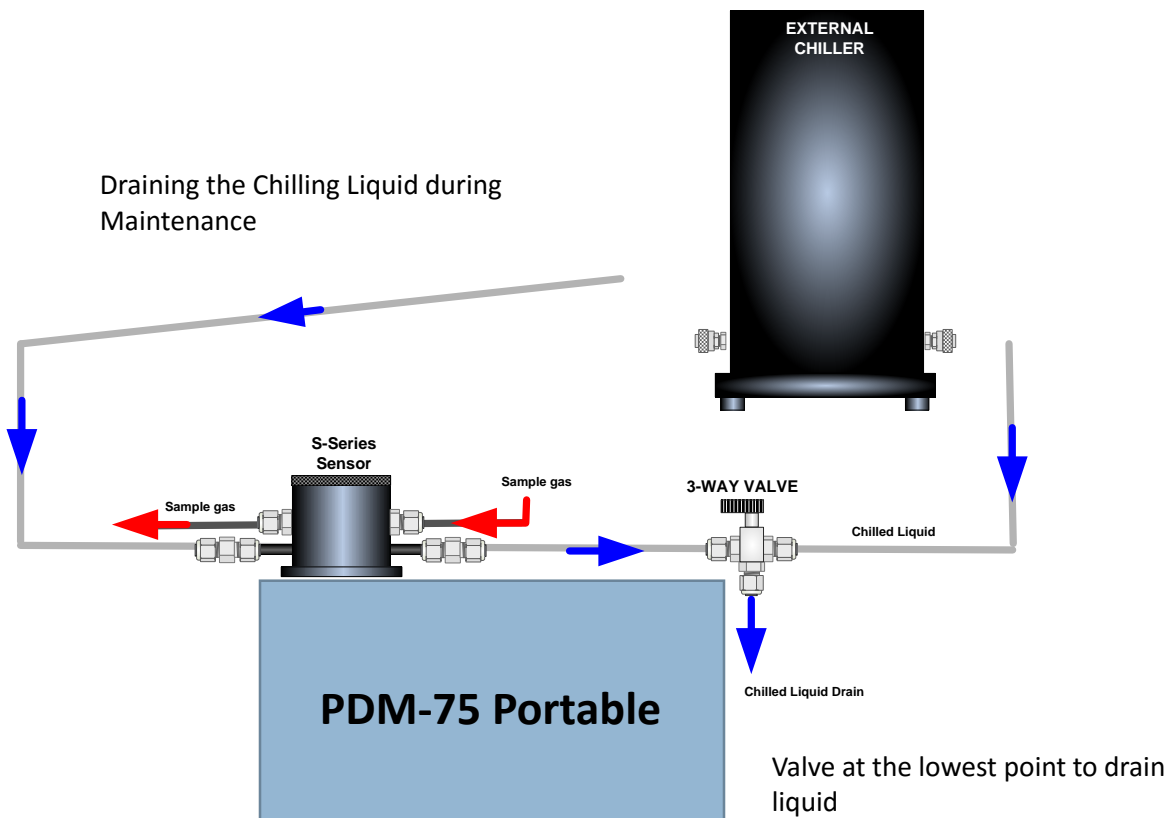 EXTERNAL
CHILLER
Draining the Chilling Liquid during
Maintenance
S-Series
Sensor
Sample gas
Sample gas
3-WAY VALVE
Chilled Liquid
PDM-75 Portable
Chilled Liquid Drain
Valve at the lowest point to drain
liquid